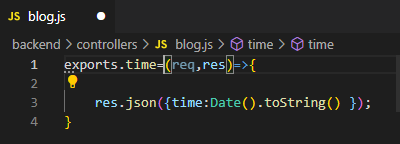 JS blog.js ●
backend > controllers > JS blog.js > time > time
1 exports.time=(req,res)=>{
2
3 res.json({time:Date().toString() });
4 }